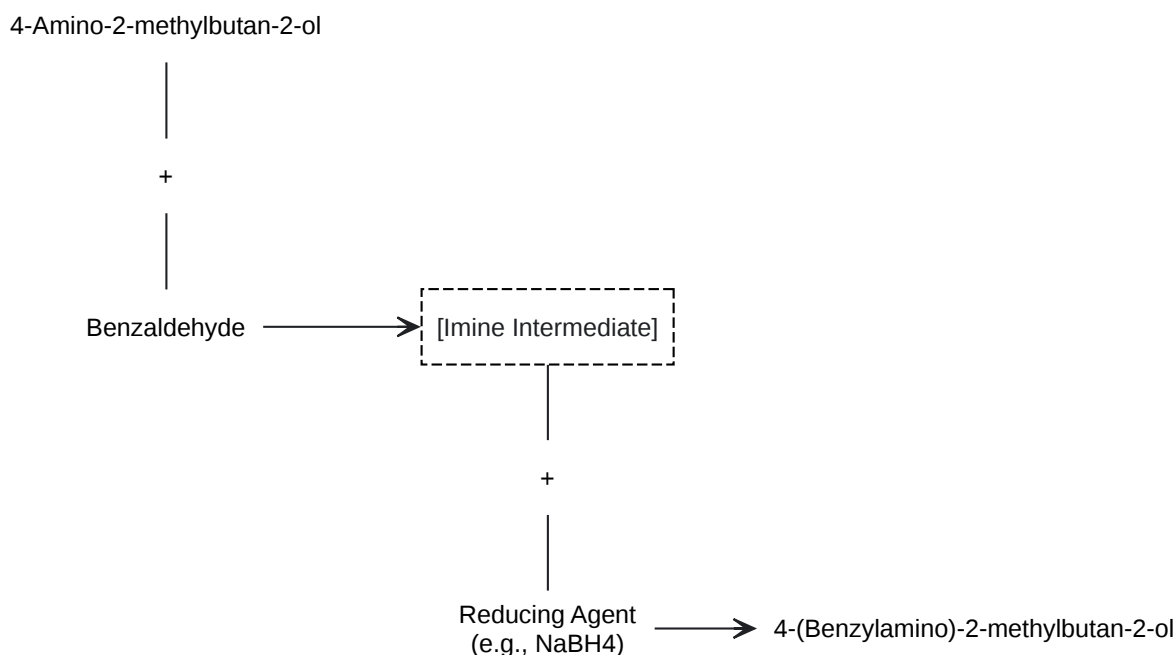 4-Amino-2-methylbutan-2-ol
+
Benzaldehyde
[Imine Intermediate]
+
Reducing Agent
(e.g., NaBH4)
4-(Benzylamino)-2-methylbutan-2-ol